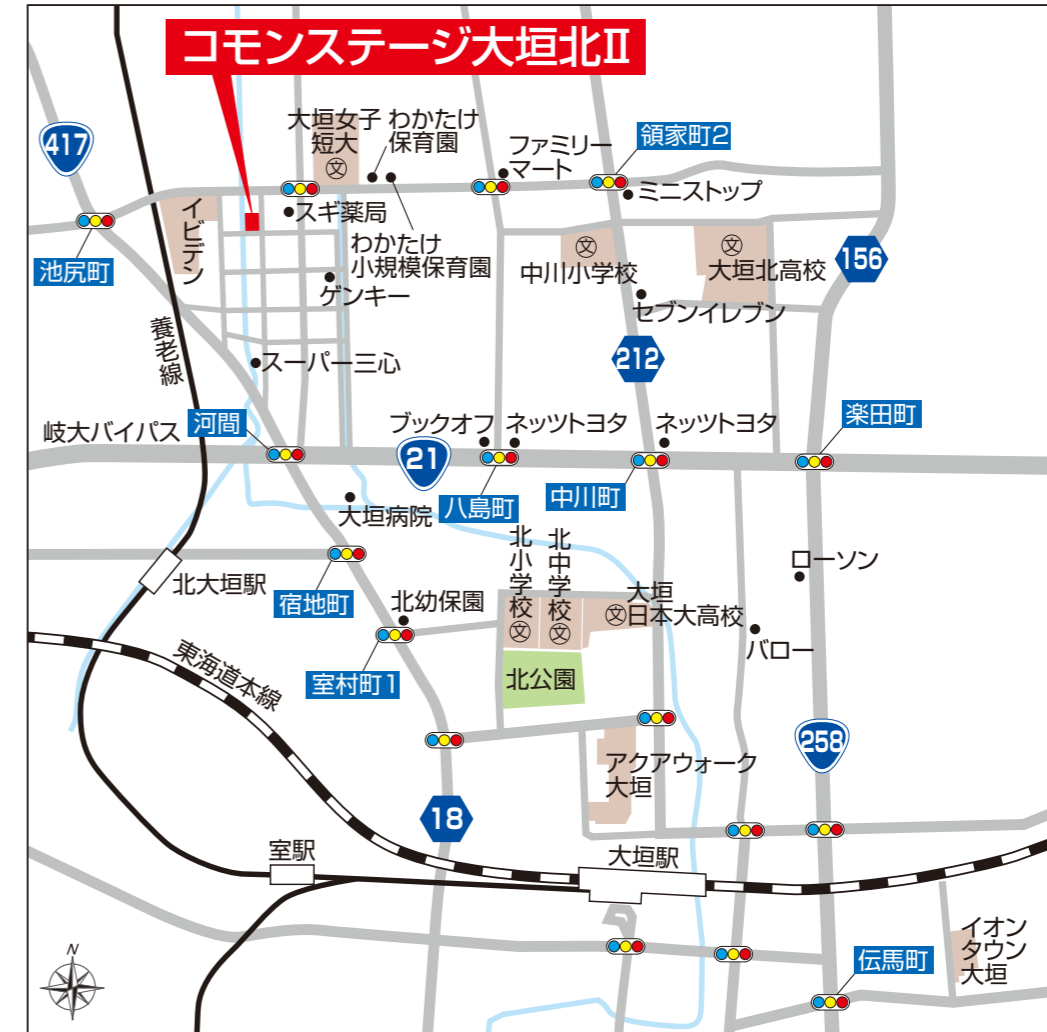 コモンステージ大垣北Ⅱ
417
大垣女子
短大
文
わかたけ
保育園
ファミリー
マート
領家町2
ミニストップ
イビデン
スギ薬局
わかたけ
小規模保育園
文
中川小学校
文
大垣北高校
156
池尻町
ゲンキー
セブンイレブン
養老線
スーパー三心
212
岐大バイパス
河間
21
ブックオフ
ネッツトヨタ
ネッツトヨタ
楽田町
八島町
中川町
大垣病院
北小学校
文
北中学校
文
大垣
文日本大高校
ローソン
北大垣駅
宿地町
北幼保園
バロー
東海道本線
室村町1
北公園
258
アクアウォーク
大垣
18
室駅
大垣駅
イオン
タウン
大垣
伝馬町
N